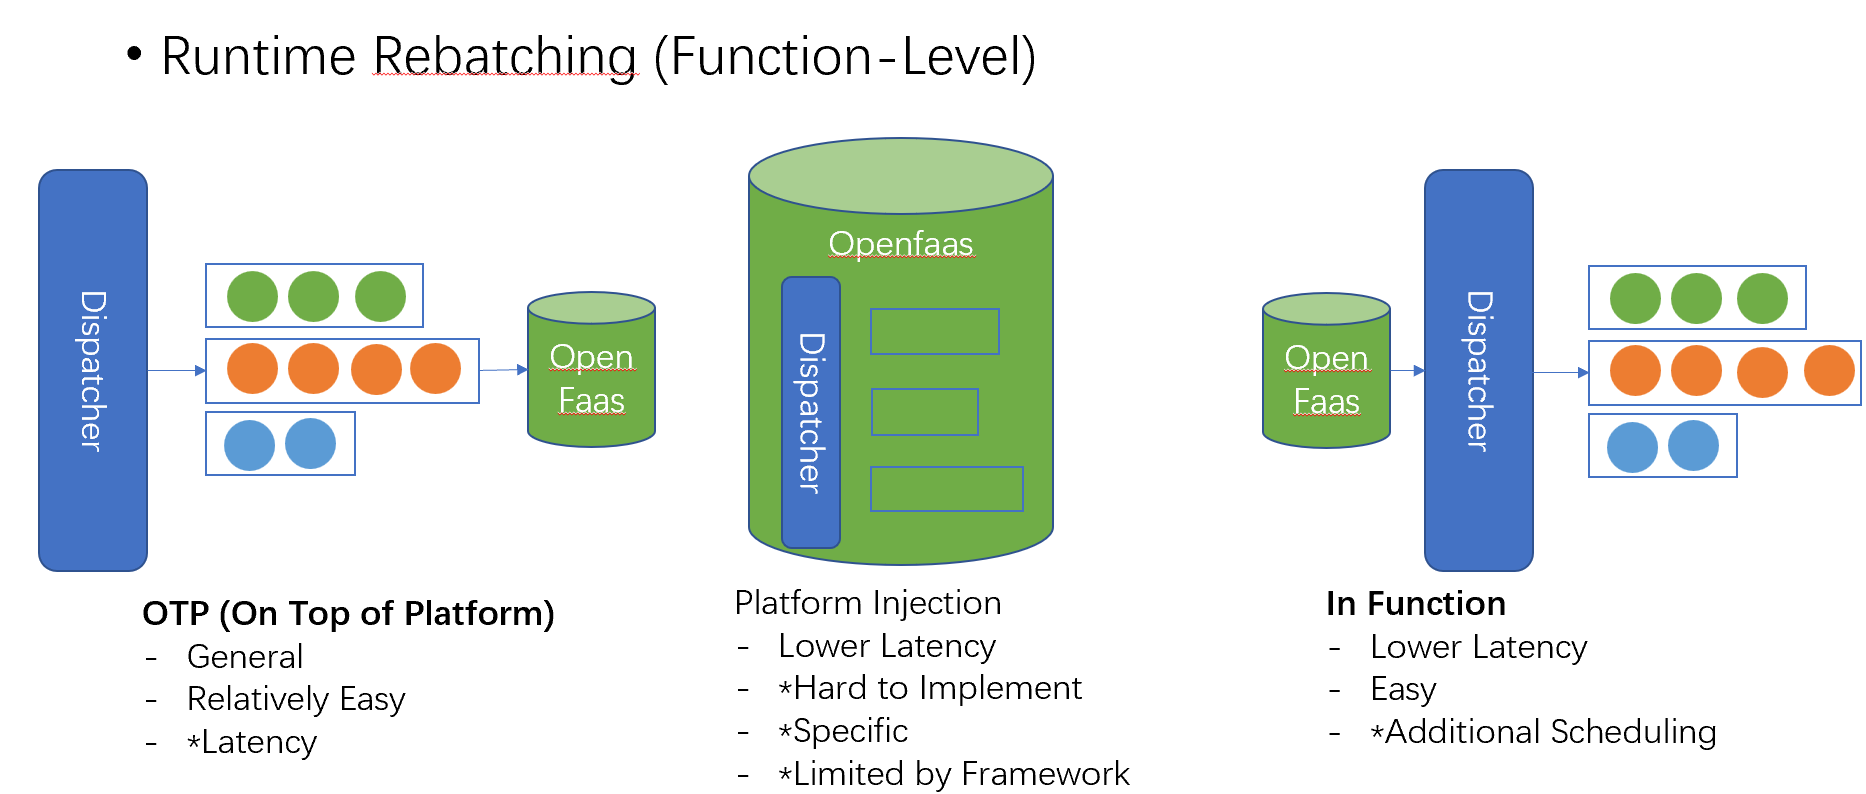 • Runtime Rebatching (Function-Level)
Dispatcher
Open
Faas
OTP (On Top of Platform)
- General
- Relatively Easy
- *Latency
Openfaas
Dispatcher
Platform Injection
- Lower Latency
- *Hard to Implement
- *Specific
- *Limited by Framework
Open
Faas
Dispatcher
In Function
- Lower Latency
- Easy
- *Additional Scheduling